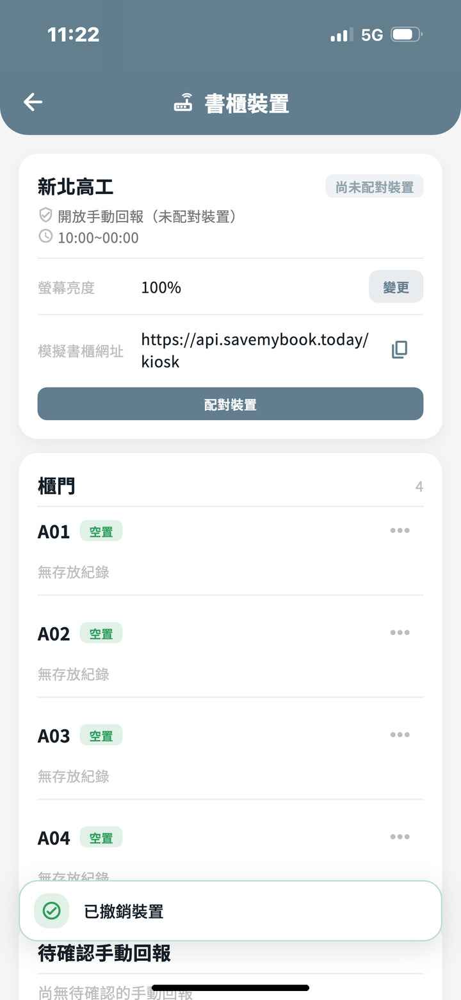 11:22
5G
書櫃裝置
新北高工
尚未配對裝置
開放手動回報（未配對裝置）
10:00~00:00
螢幕亮度
100%
變更
模擬書櫃網址
https://api.savemybook.today/
kiosk
配對裝置
櫃門
4
A01
空置
無存放紀錄
A02
空置
無存放紀錄
A03
空置
無存放紀錄
A04
空置
無存放紀錄
已撤銷裝置
待確認手動回報
尚無待確認的手動回報